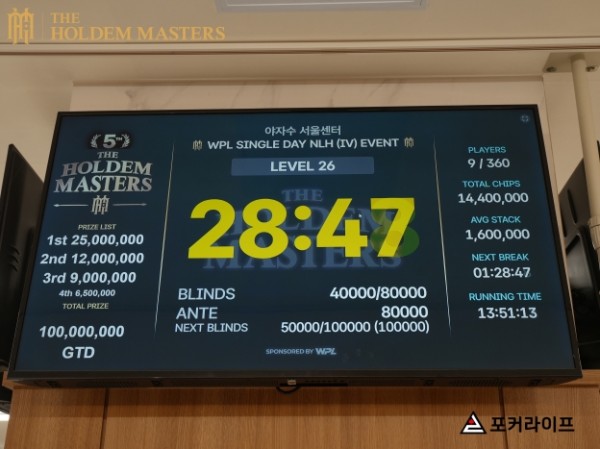 THE
HOLDEM MASTERS
야자수 서울센터
WPL SINGLE DAY NLH (IV) EVENT
LEVEL 26
28:47
BLINDS 40000/80000
ANTE 80000
NEXT BLINDS 50000/100000 (100000)
SPONSORED BY WPL
5TH
THE
HOLDEM
MASTERS
PRIZE LIST
1st 25,000,000
2nd 12,000,000
3rd 9,000,000
4th 6,500,000
TOTAL PRIZE
100,000,000
GTD
THE
HOLDEM
MASTERS
PLAYERS
9 / 360
TOTAL CHIPS
14,400,000
AVG STACK
1,600,000
NEXT BREAK
01:28:47
RUNNING TIME
13:51:13
포커라이프